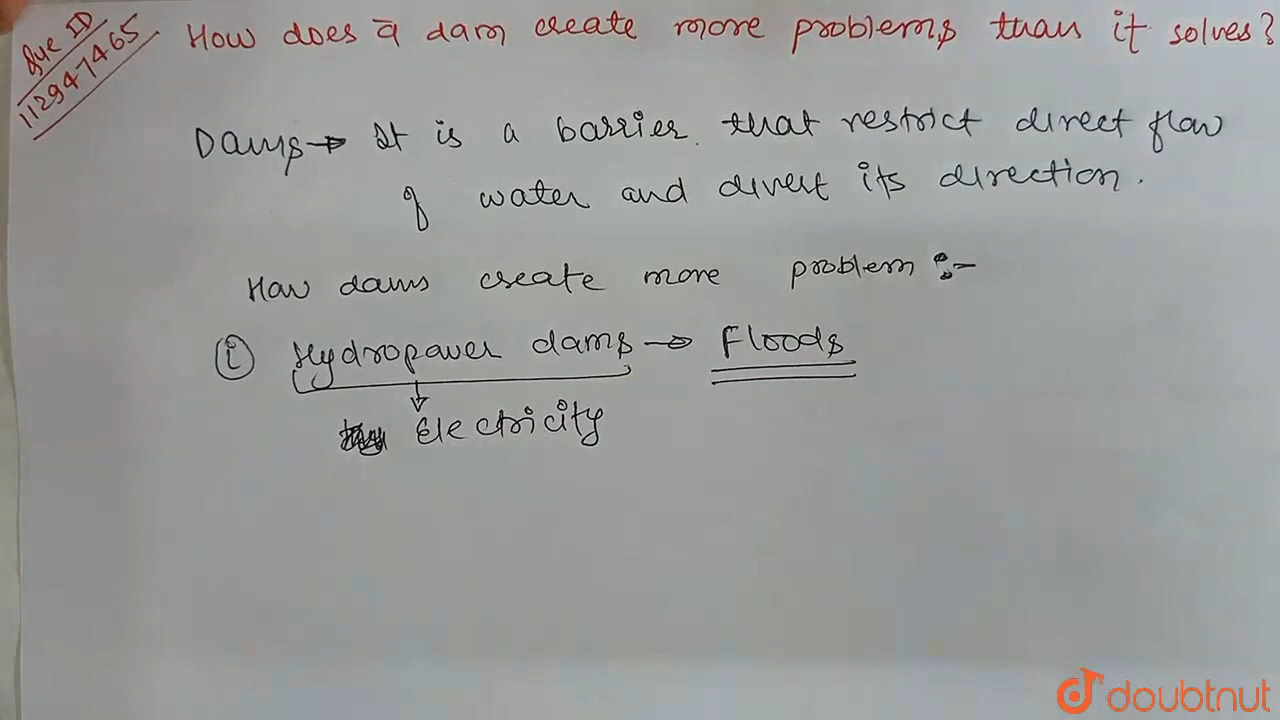 Que ID
112947465
How does a dam create more problems than it solves?
Dams → It is a barrier that restrict direct flow
of water and divert its direction.
How dams create more problem :-
(i) Hydropower dams → Floods
Electricity
doubtnut